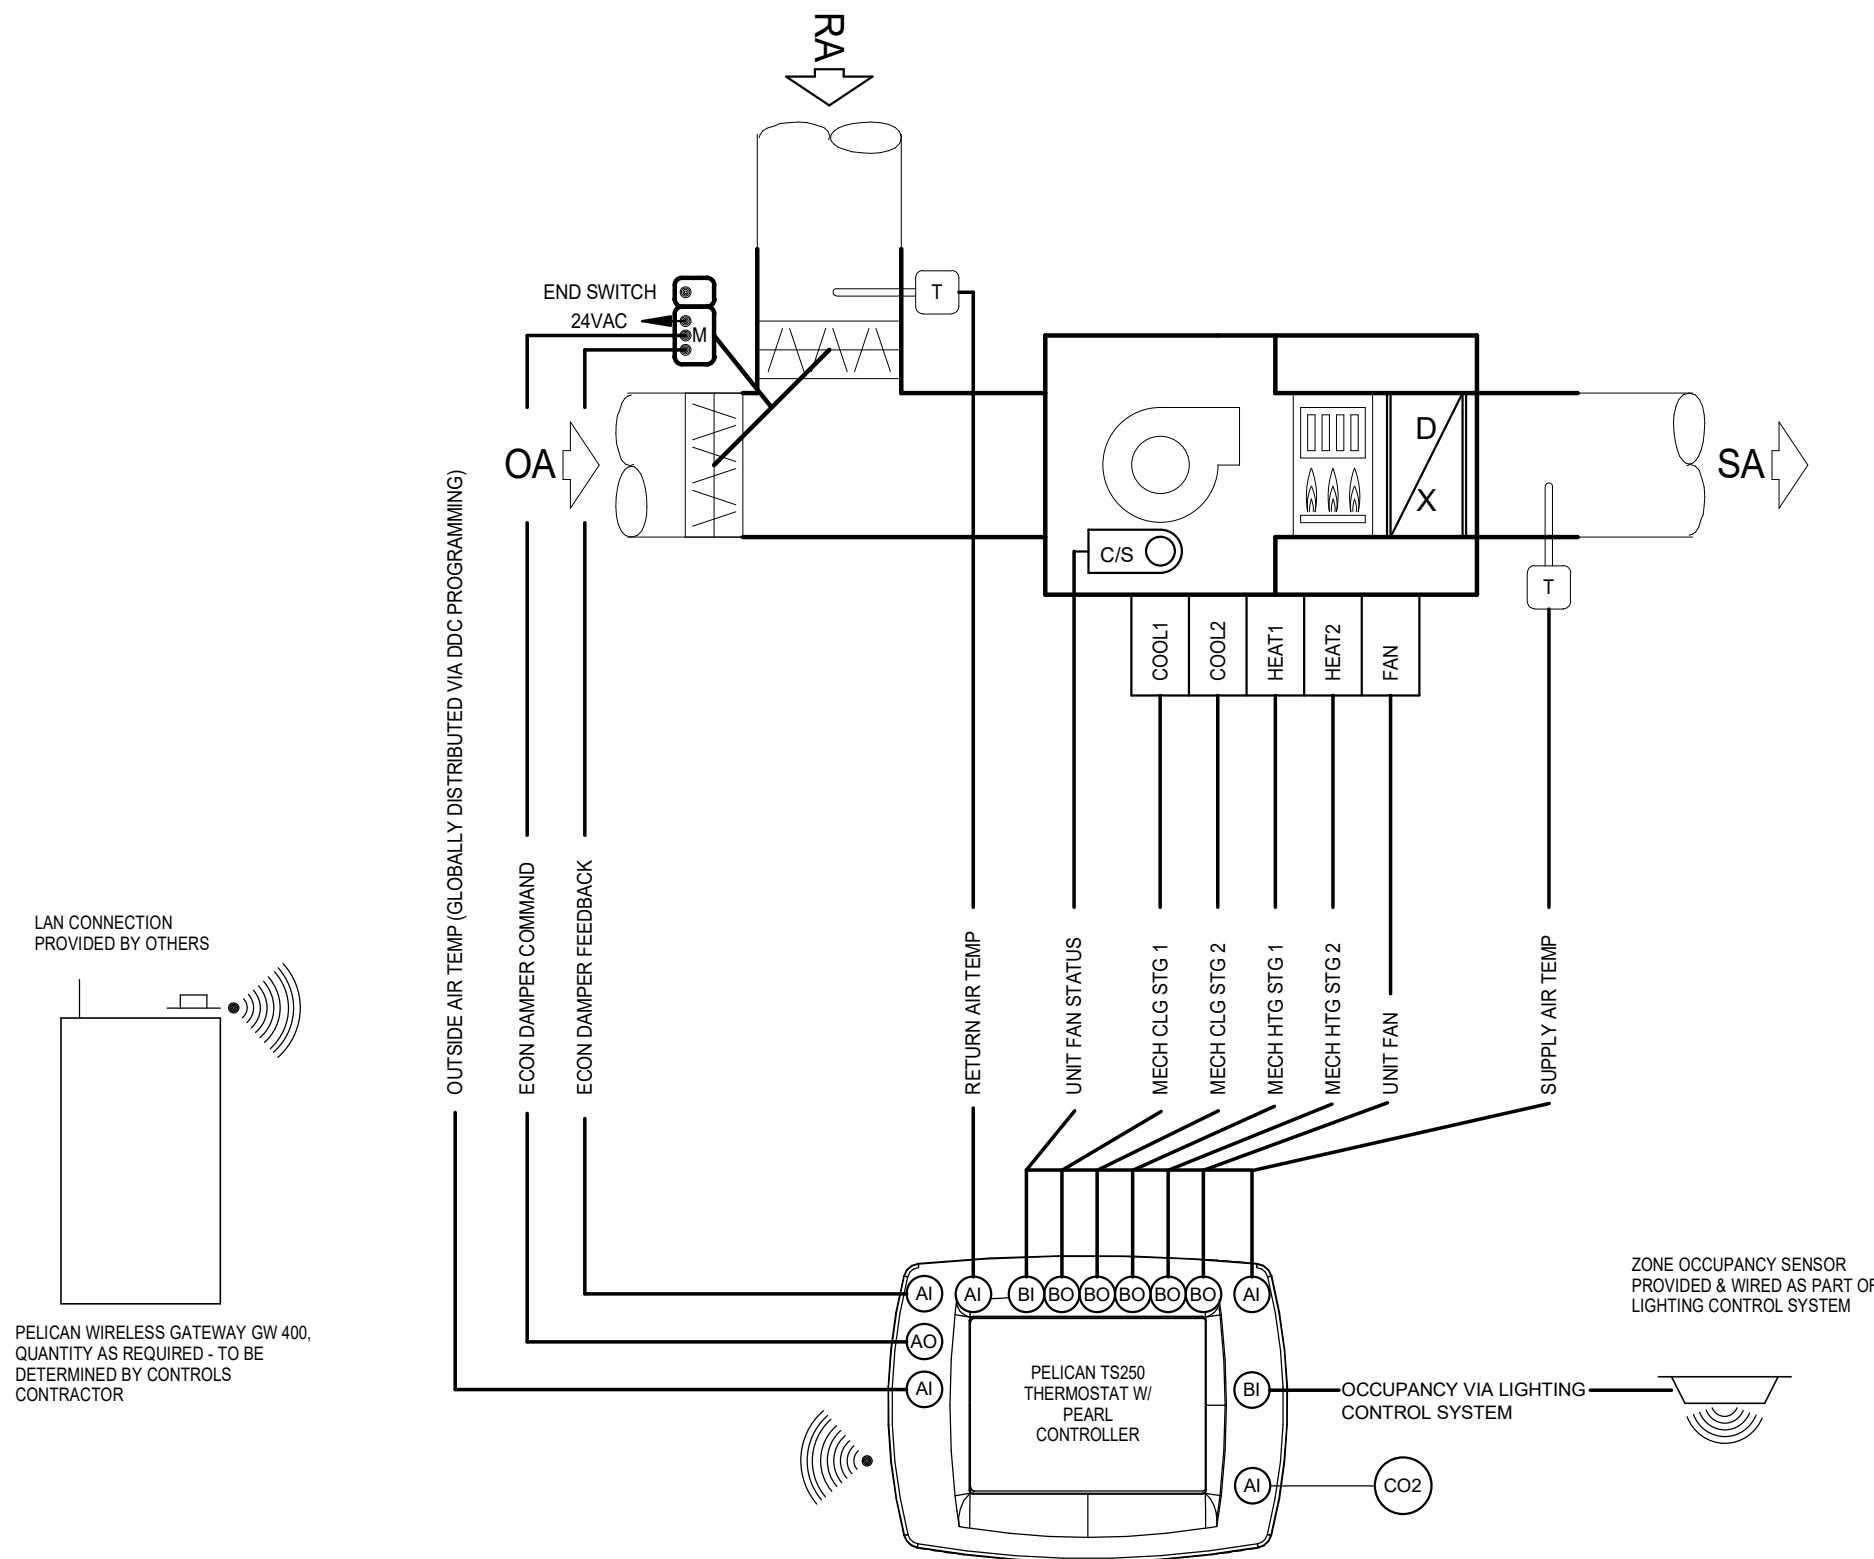 RA
END SWITCH
24VAC
M
T
OA
SA
D
X
C/S
T
COOL1
COOL2
HEAT1
HEAT2
FAN
OUTSIDE AIR TEMP (GLOBALLY DISTRIBUTED VIA DDC PROGRAMMING)
ECON DAMPER COMMAND
ECON DAMPER FEEDBACK
RETURN AIR TEMP
UNIT FAN STATUS
MECH CLG STG 1
MECH CLG STG 2
MECH HTG STG 1
MECH HTG STG 2
UNIT FAN
SUPPLY AIR TEMP
LAN CONNECTION
PROVIDED BY OTHERS
PELICAN WIRELESS GATEWAY GW 400,
QUANTITY AS REQUIRED - TO BE
DETERMINED BY CONTROLS
CONTRACTOR
AI
AI
BI
BO
BO
BO
BO
BO
AI
AO
AI
PELICAN TS250
THERMOSTAT W/
PEARL
CONTROLLER
BI
OCCUPANCY VIA LIGHTING
CONTROL SYSTEM
AI
CO2
ZONE OCCUPANCY SENSOR
PROVIDED & WIRED AS PART OF
LIGHTING CONTROL SYSTEM